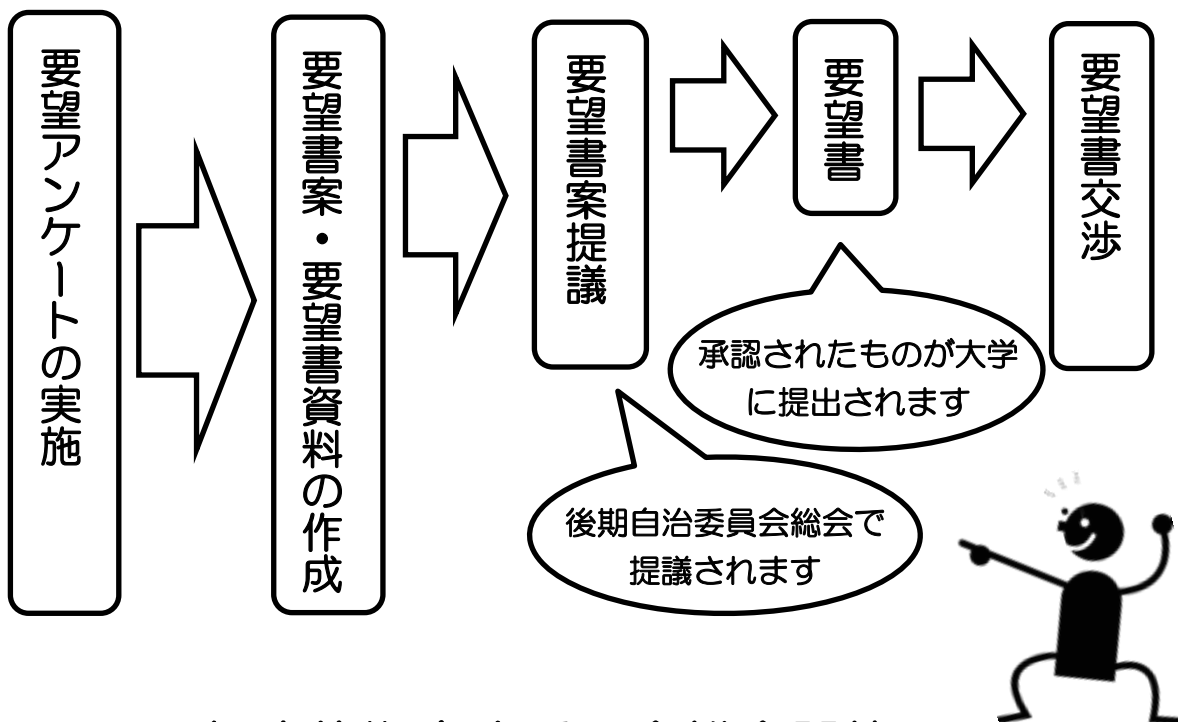 要望アンケートの実施
要望書案・要望書資料の作成
要望書案提議
要望書
要望書交渉
承認されたものが大学
に提出されます
後期自治委員会総会で
提議されます